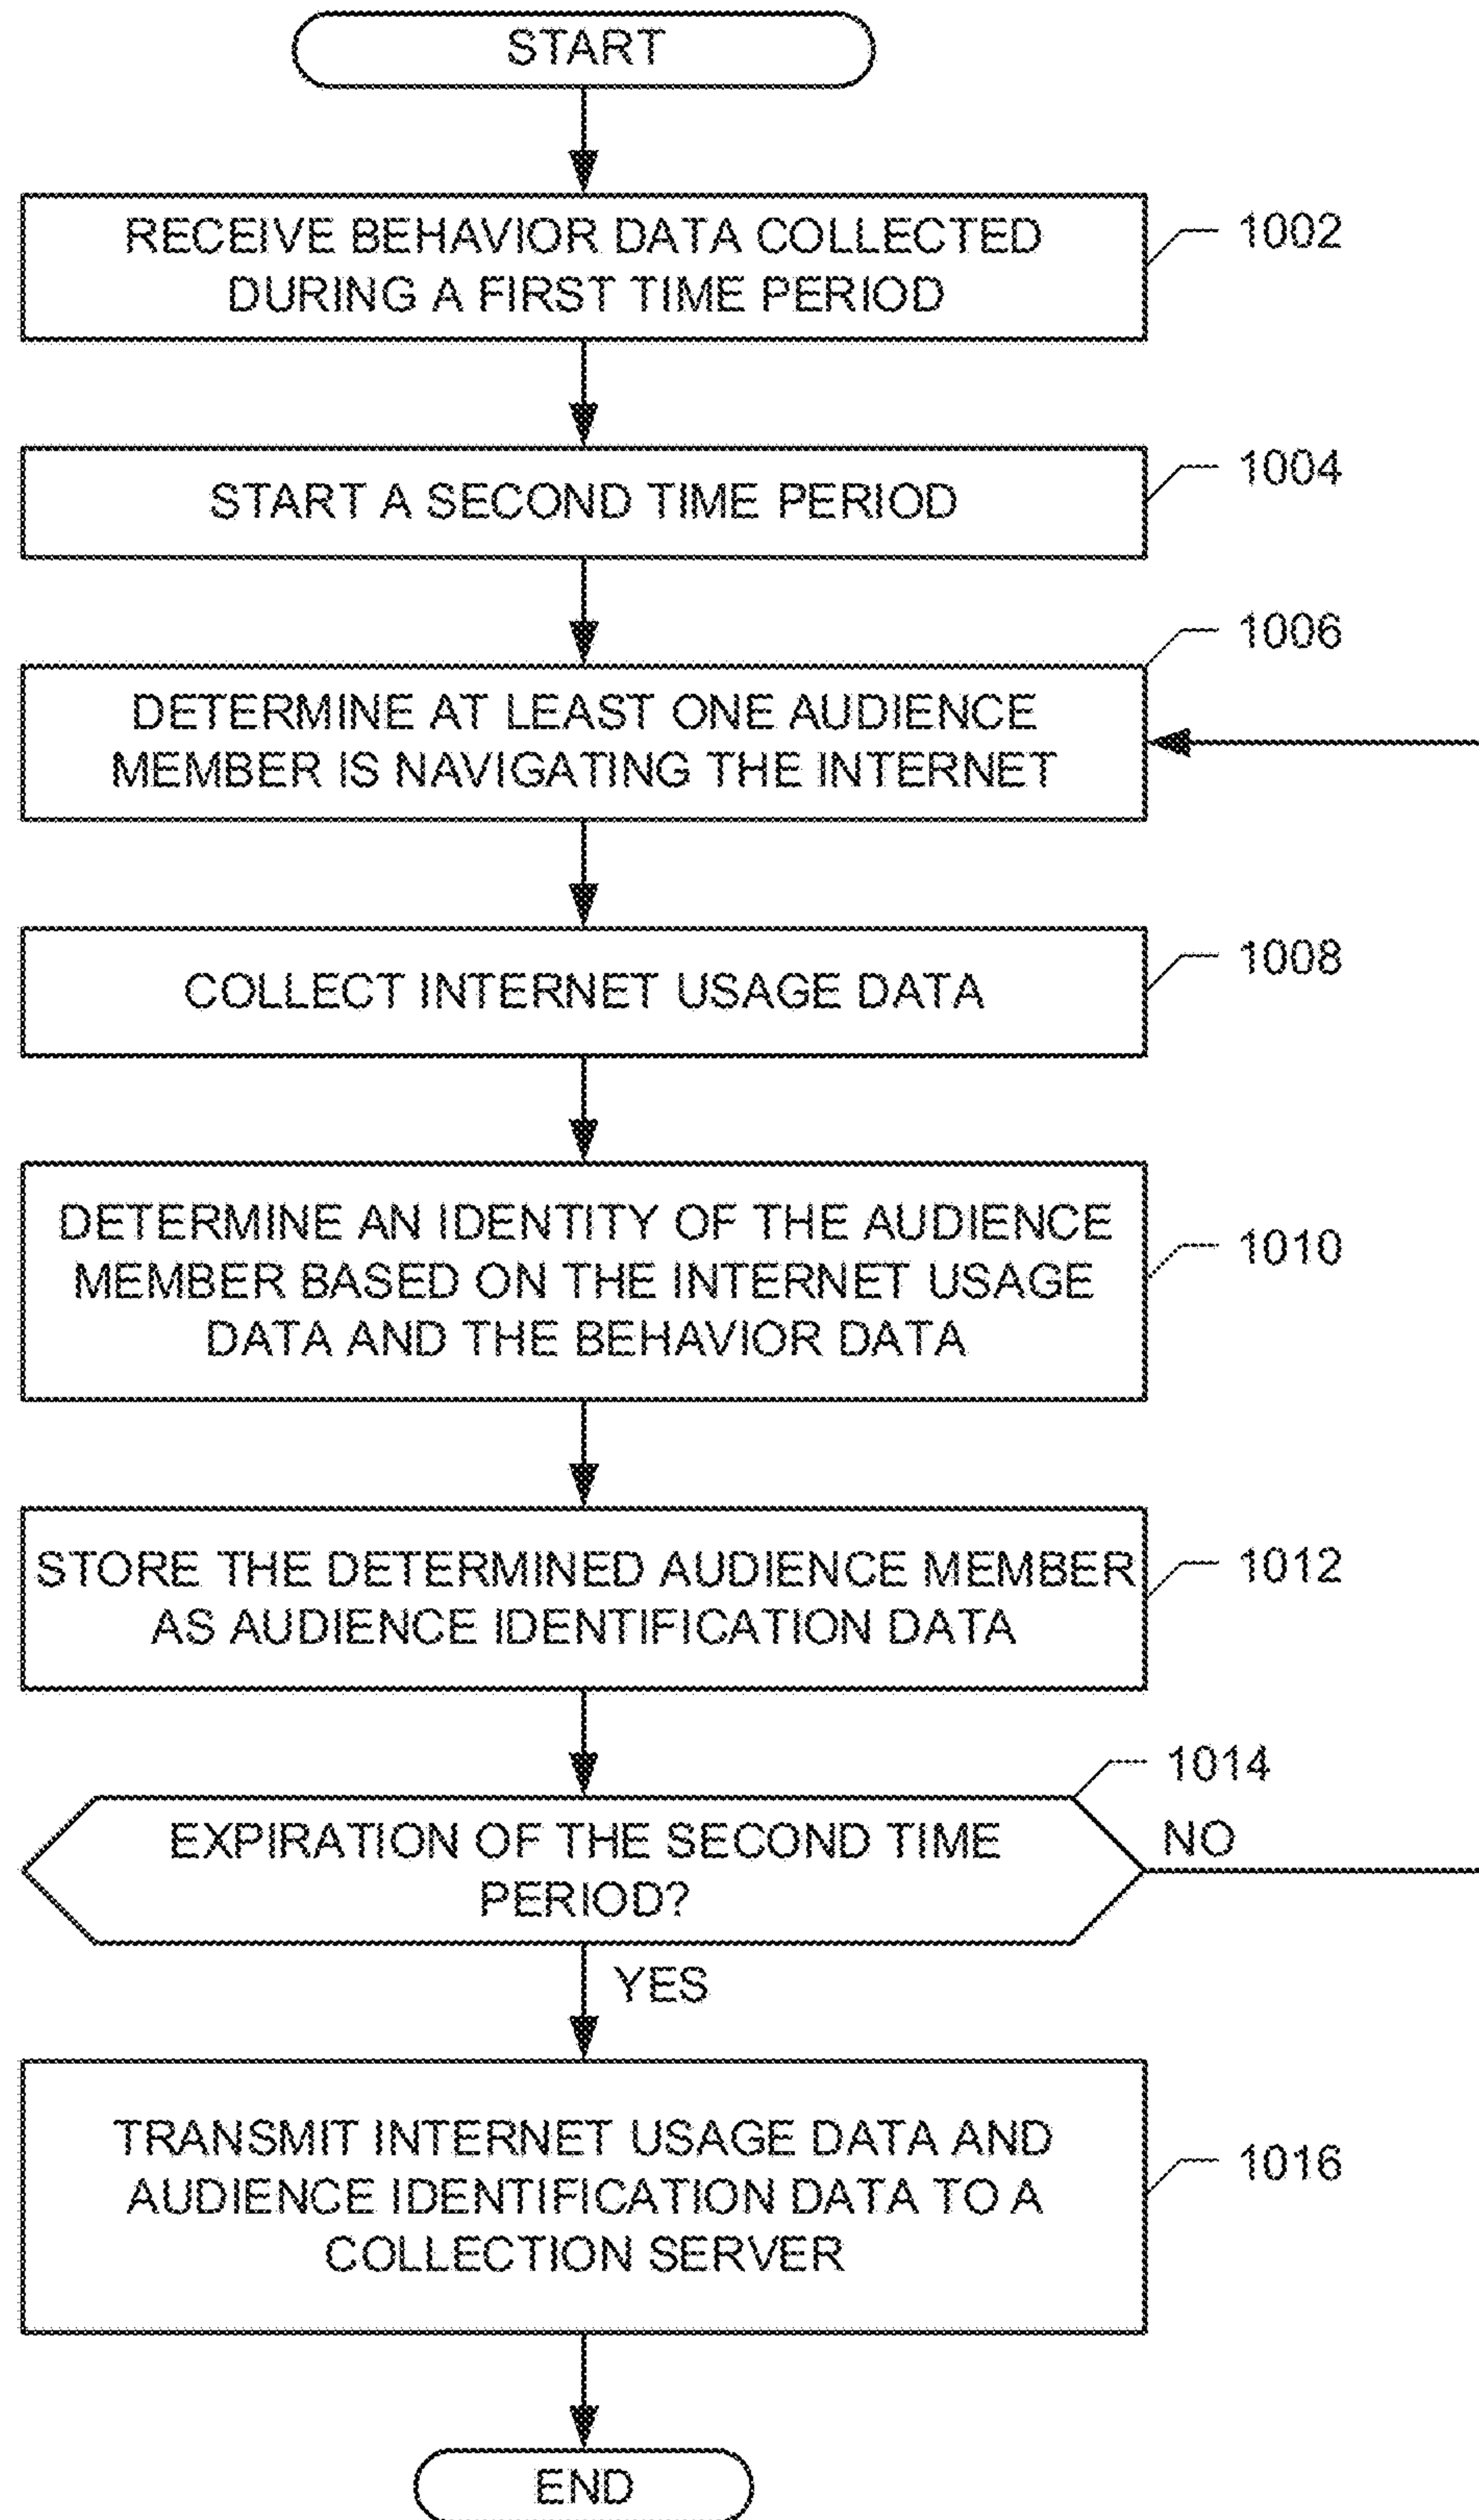 START
RECEIVE BEHAVIOR DATA COLLECTED
DURING A FIRST TIME PERIOD
1002
START A SECOND TIME PERIOD
1004
1006
DETERMINE AT LEAST ONE AUDIENCE
MEMBER IS NAVIGATING THE INTERNET
COLLECT INTERNET USAGE DATA
1008
DETERMINE AN IDENTITY OF THE AUDIENCE
MEMBER BASED ON THE INTERNET USAGE
DATA AND THE BEHAVIOR DATA
1010
STORE THE DETERMINED AUDIENCE MEMBER
AS AUDIENCE IDENTIFICATION DATA
1012
1014
EXPIRATION OF THE SECOND TIME
PERIOD?
NO
YES
TRANSMIT INTERNET USAGE DATA AND
AUDIENCE IDENTIFICATION DATA TO A
COLLECTION SERVER
1016
END